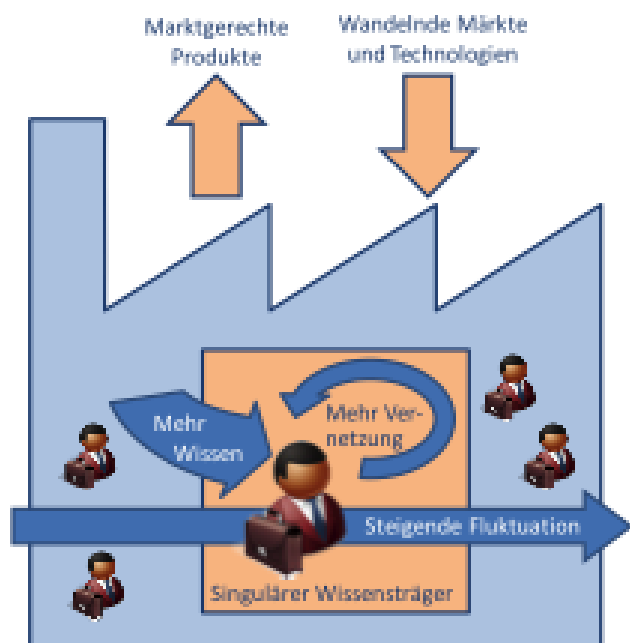 Marktgerechte
Produkte
Wandelnde Märkte
und Technologien
Mehr
Wissen
Mehr Ver-
netzung
Steigende Fluktuation
Singulärer Wissensträger